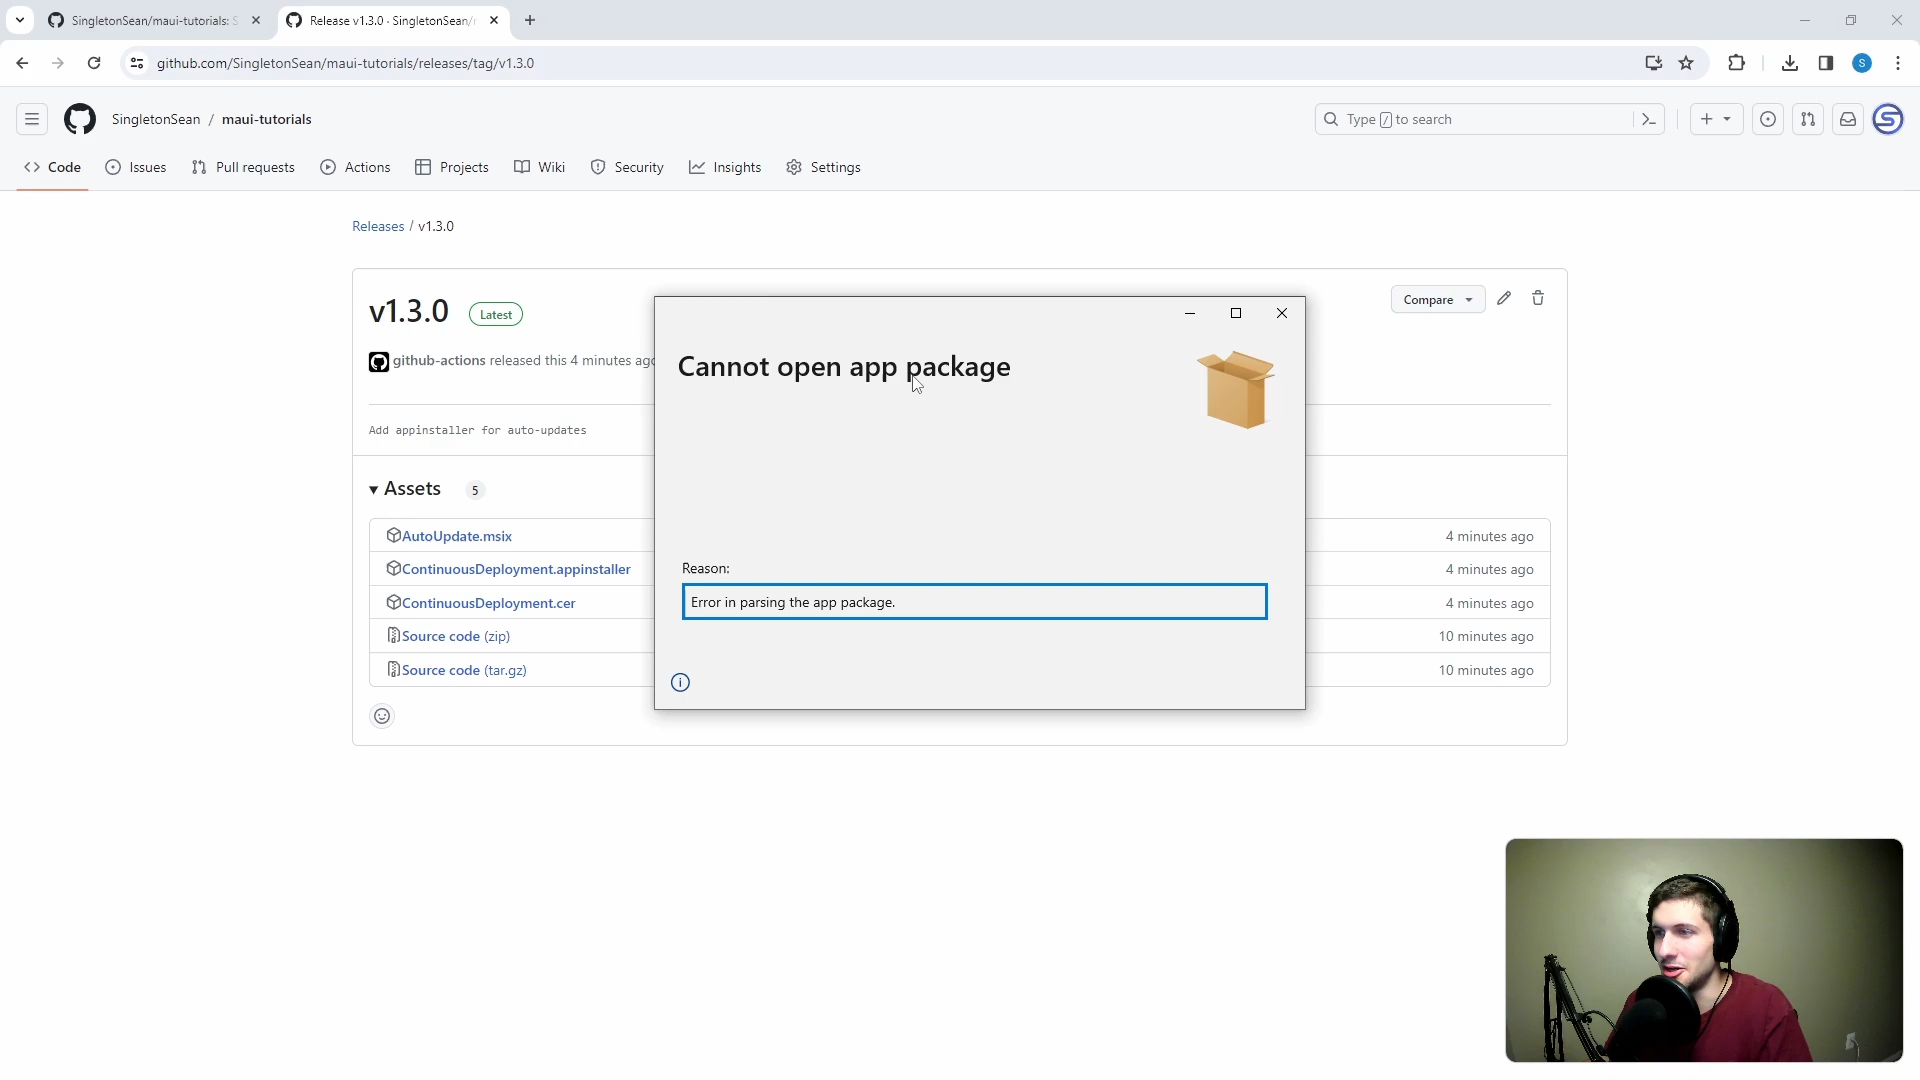 SingletonSean/maui-tutorials: S
Release v1.3.0 · SingletonSean/r
github.com/SingletonSean/maui-tutorials/releases/tag/v1.3.0
S
SingletonSean / maui-tutorials
Type / to search
Code
Issues
Pull requests
Actions
Projects
Wiki
Security
Insights
Settings
Releases / v1.3.0
v1.3.0
Latest
Compare
github-actions released this 4 minutes ago
Add appinstaller for auto-updates
Assets 5
AutoUpdate.msix
4 minutes ago
ContinuousDeployment.appinstaller
4 minutes ago
ContinuousDeployment.cer
4 minutes ago
Source code (zip)
10 minutes ago
Source code (tar.gz)
10 minutes ago
Cannot open app package
Reason:
Error in parsing the app package.